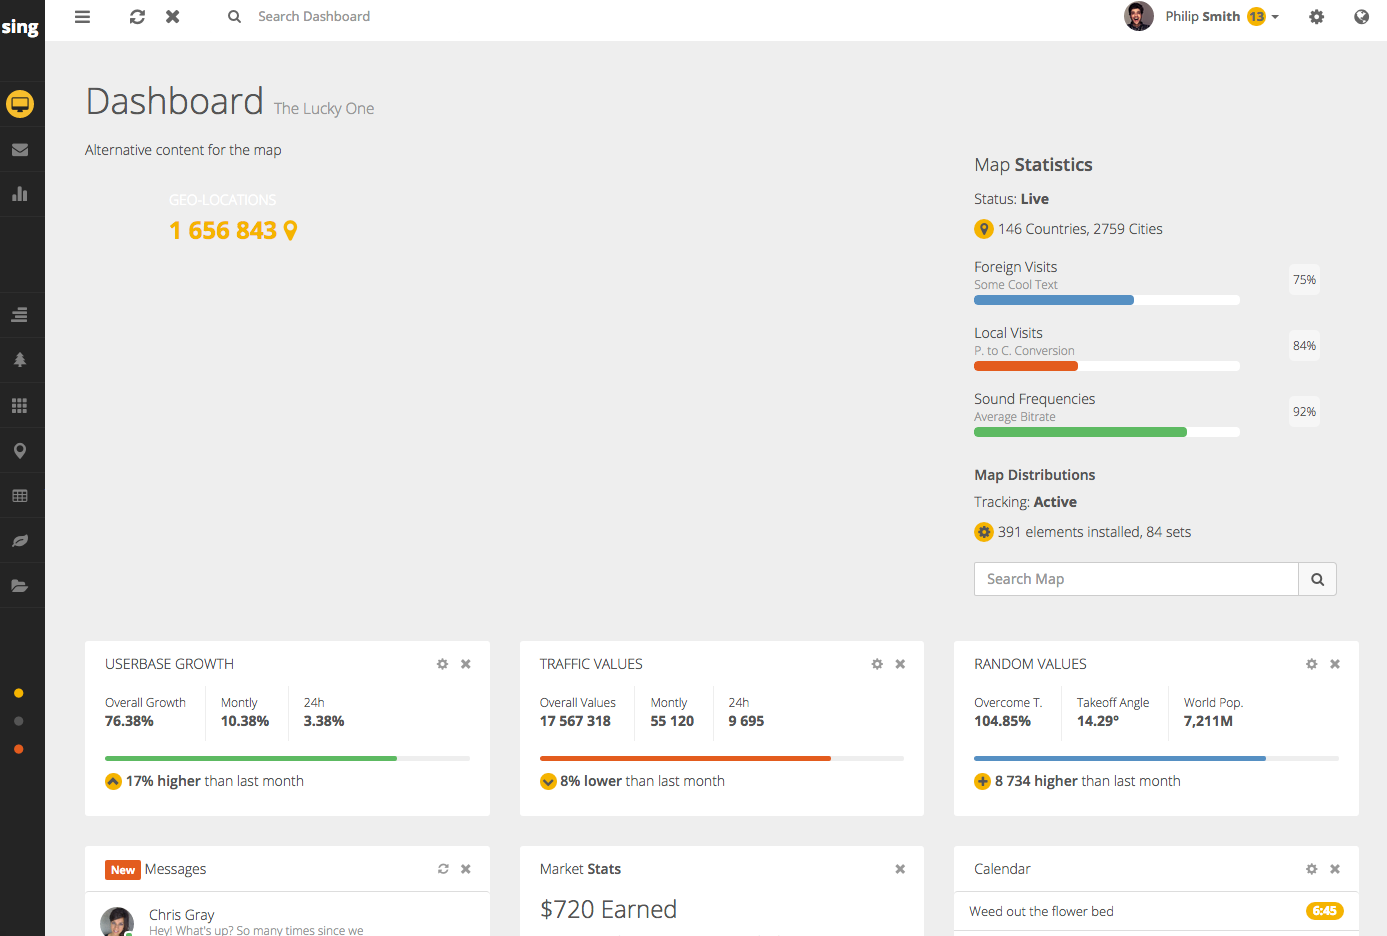 sing
Search Dashboard
Philip Smith 13
Dashboard The Lucky One
Alternative content for the map
GEO-LOCATIONS
1 656 843
Map Statistics
Status: Live
146 Countries, 2759 Cities
Foreign Visits
Some Cool Text
75%
Local Visits
P. to C. Conversion
84%
Sound Frequencies
Average Bitrate
92%
Map Distributions
Tracking: Active
391 elements installed, 84 sets
Search Map
USERBASE GROWTH
Overall Growth Montly 24h
76.38% 10.38% 3.38%
17% higher than last month
TRAFFIC VALUES
Overall Values Montly 24h
17 567 318 55 120 9 695
8% lower than last month
RANDOM VALUES
Overcome T. Takeoff Angle World Pop.
104.85% 14.29° 7,211M
8 734 higher than last month
New Messages
Chris Gray
Hey! What's up? So many times since we
Market Stats
$720 Earned
Calendar
Weed out the flower bed 6:45